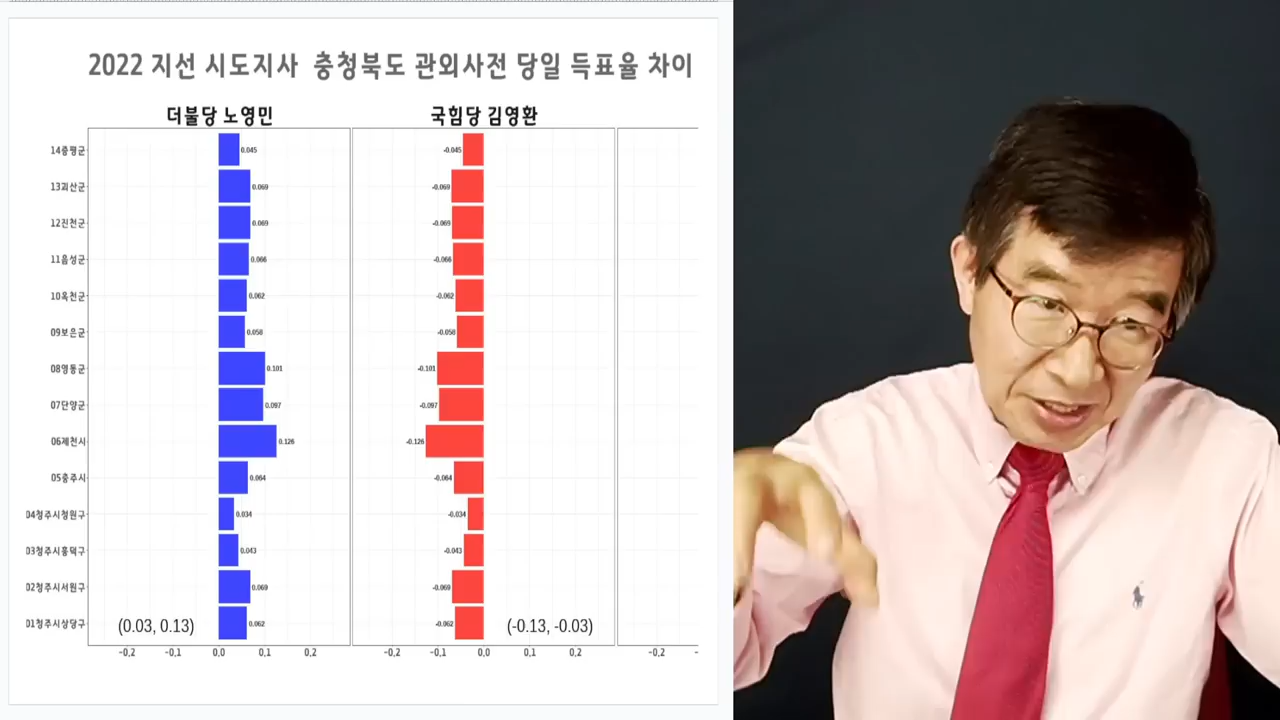 2022 지선 시도지사 충청북도 관외사전 당일 득표율 차이
더불당 노영민
국힘당 김영환
14증평군 0.045 -0.045
13괴산군 0.069 -0.069
12진천군 0.069 -0.069
11음성군 0.066 -0.066
10옥천군 0.062 -0.062
09보은군 0.058 -0.058
08영동군 0.101 -0.101
07단양군 0.097 -0.097
06제천시 0.126 -0.126
05충주시 0.064 -0.064
04청주시청원구 0.034 -0.034
03청주시흥덕구 0.043 -0.043
02청주시서원구 0.069 -0.069
01청주시상당구 0.062 -0.062
(0.03, 0.13) (-0.13, -0.03)
-0,2 -0,1 0,0 0,1 0,2 -0,2 -0,1 0,0 0,1 0,2 -0,2